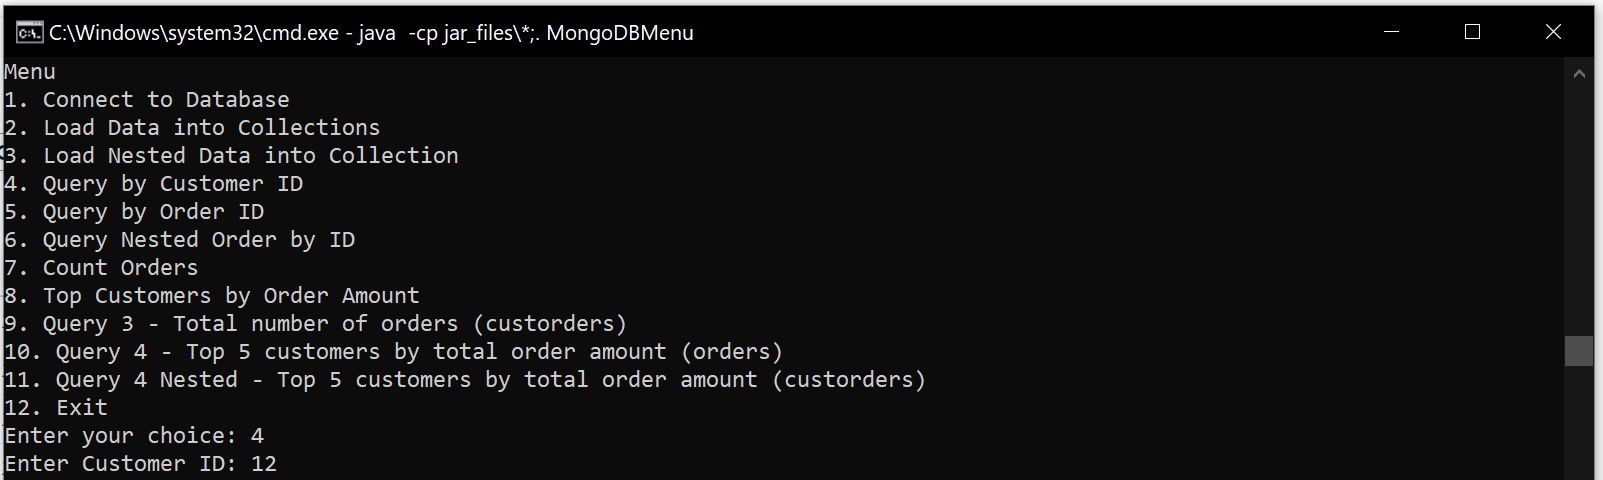 C:\Windows\system32\cmd.exe - java  -cp jar_files\*;. MongoDBMenu
Menu
1. Connect to Database
2. Load Data into Collections
3. Load Nested Data into Collection
4. Query by Customer ID
5. Query by Order ID
6. Query Nested Order by ID
7. Count Orders
8. Top Customers by Order Amount
9. Query 3 - Total number of orders (custorders)
10. Query 4 - Top 5 customers by total order amount (orders)
11. Query 4 Nested - Top 5 customers by total order amount (custorders)
12. Exit
Enter your choice: 4
Enter Customer ID: 12